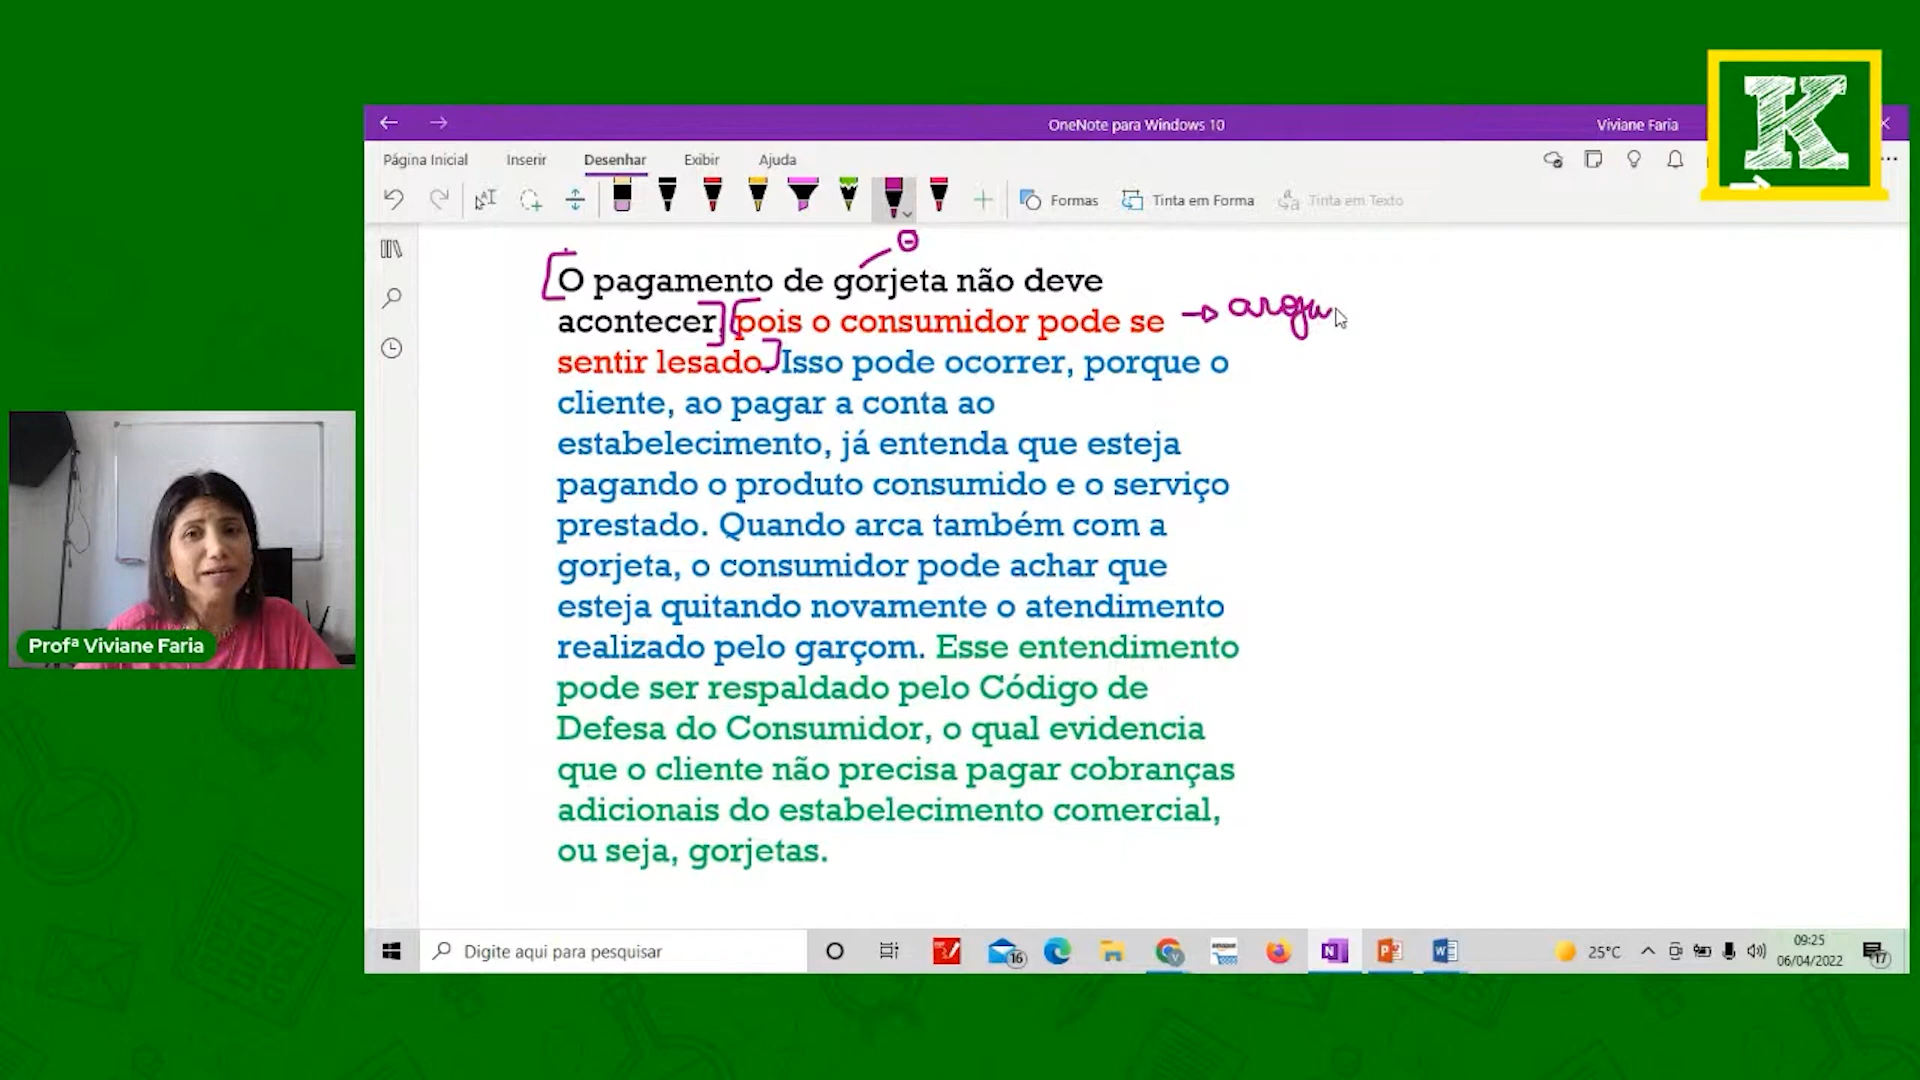 K
OneNote para Windows 10
Viviane Faria
Página Inicial Inserir Desenhar Exibir Ajuda
Formas Tinta em Forma Tinta em Texto
O pagamento de gorjeta não deve
acontecer, pois o consumidor pode se → argu
sentir lesado. Isso pode ocorrer, porque o
cliente, ao pagar a conta ao
estabelecimento, já entenda que esteja
pagando o produto consumido e o serviço
prestado. Quando arca também com a
gorjeta, o consumidor pode achar que
esteja quitando novamente o atendimento
realizado pelo garçom. Esse entendimento
pode ser respaldado pelo Código de
Defesa do Consumidor, o qual evidencia
que o cliente não precisa pagar cobranças
adicionais do estabelecimento comercial,
ou seja, gorjetas.
Profª Viviane Faria
Digite aqui para pesquisar
16
25°C
09:25
06/04/2022
17